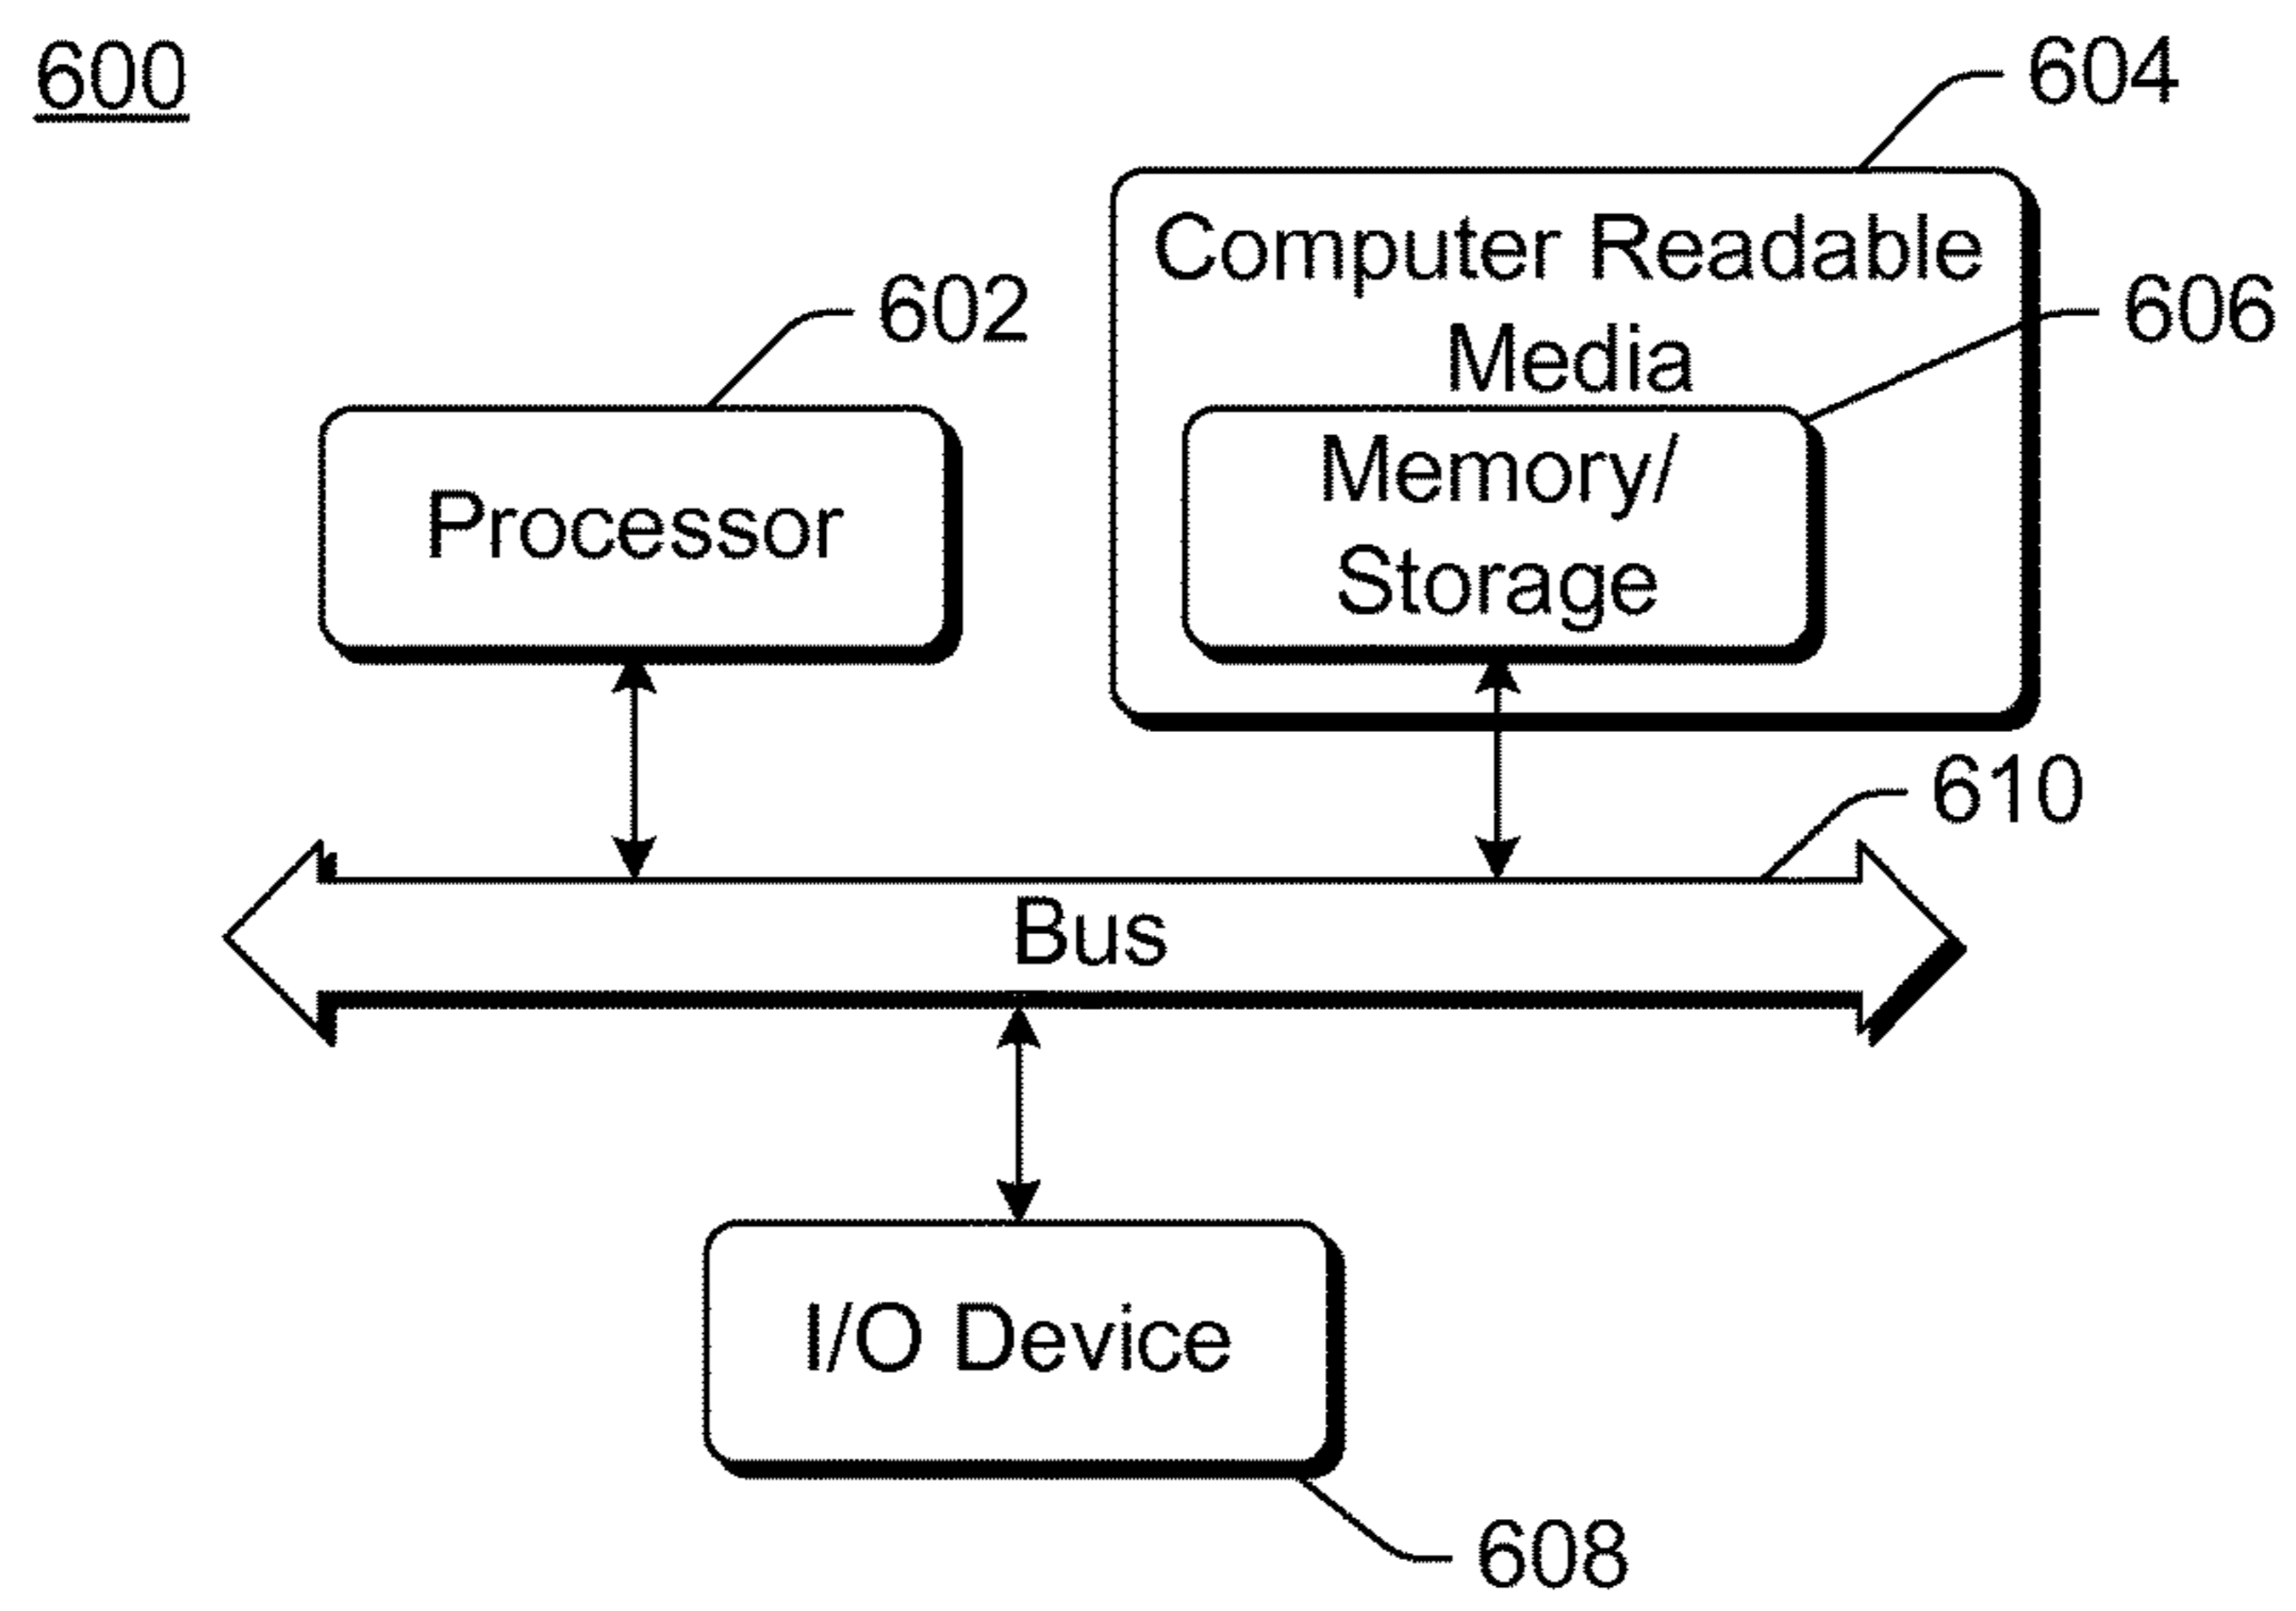 600
604
Computer Readable
Media
602
606
Memory/
Storage
Processor
610
Bus
I/O Device
608